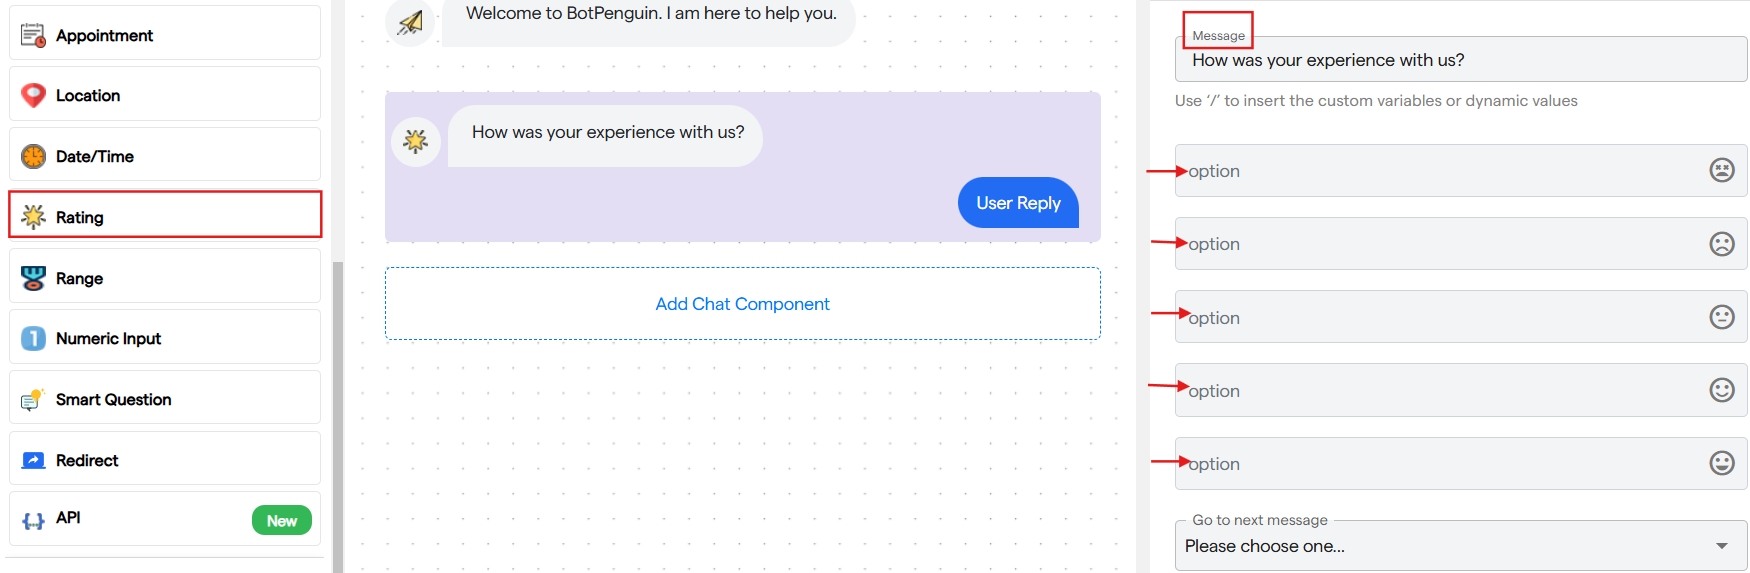 Appointment
Location
Date/Time
Rating
Range
Numeric Input
Smart Question
Redirect
API
New
Welcome to BotPenguin. I am here to help you.
How was your experience with us?
User Reply
Add Chat Component
Message
How was your experience with us?
Use ‘/’ to insert the custom variables or dynamic values
option
option
option
option
option
Go to next message
Please choose one...